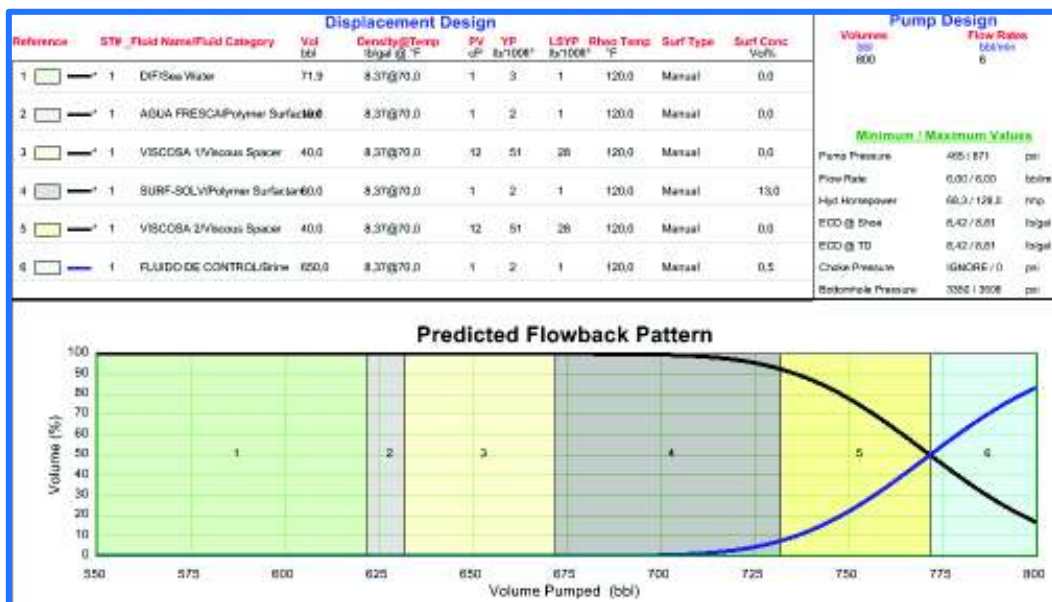 Displacement Design
Pump Design
Reference ST# Fluid Name/Fluid Category Vol Density@Temp PV YP LSYP Rheo Temp Surf Type Surf Conc
bbl lb/gal @ °F cP lb/100ft² lb/100ft² °F Vol%
1 1 DIF/Sea Water 71,9 8,37@70,0 1 3 1 120,0 Manual 0,0
2 1 AGUA FRESCA/Polymer Surfactant 8,37@70,0 1 2 1 120,0 Manual 0,0
3 1 VISCOSA 1/Viscous Spacer 40,0 8,37@70,0 12 51 28 120,0 Manual 0,0
4 1 SURF-SOLV/Polymer Surfactant 60,0 8,37@70,0 1 2 1 120,0 Manual 13,0
5 1 VISCOSA 2/Viscous Spacer 40,0 8,37@70,0 12 51 28 120,0 Manual 0,0
6 1 FLUIDO DE CONTROL/Brine 650,0 8,37@70,0 1 2 1 120,0 Manual 0,5
Volumes Flow Rates
bbl bbl/min
800 6
Minimum / Maximum Values
Pump Pressure 465 / 871 psi
Flow Rate 6,00 / 6,00
Hyd Horsepower 68,3 / 128,0
ECD @ Shoe 8,42 / 8,81 lb/gal
ECD @ TD 8,42 / 8,81 lb/gal
Choke Pressure IGNORE / 0 psi
Bottomhole Pressure psi
Predicted Flowback Pattern
Volume (%)
100
90
80
70
60
50
40
30
20
10
0
1 2 3 4 5 6
550 575 600 625 650 675 700 725 750 775 800
Volume Pumped (bbl)